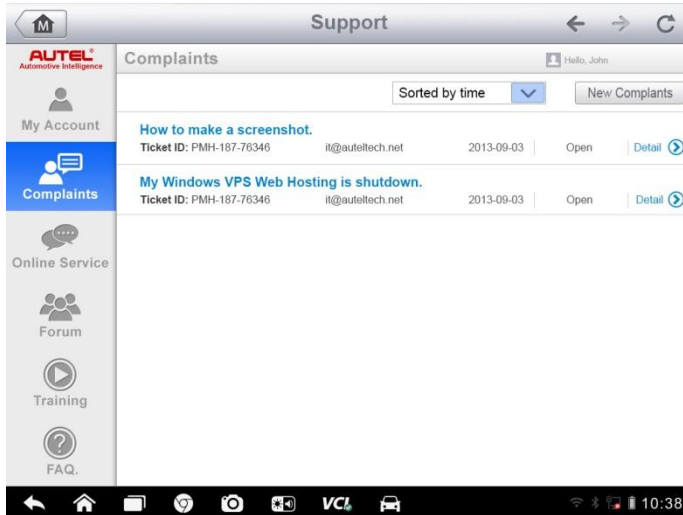 M
Support
AUTEL®
Automotive Intelligence
Complaints
Hello, John
Sorted by time
New Complants
My Account
How to make a screenshot.
Ticket ID: PMH-187-76346 it@auteltech.net 2013-09-03 Open Detail
Complaints
My Windows VPS Web Hosting is shutdown.
Ticket ID: PMH-187-76346 it@auteltech.net 2013-09-03 Open Detail
Online Service
Forum
Training
?
FAQ.
VCI
10:38